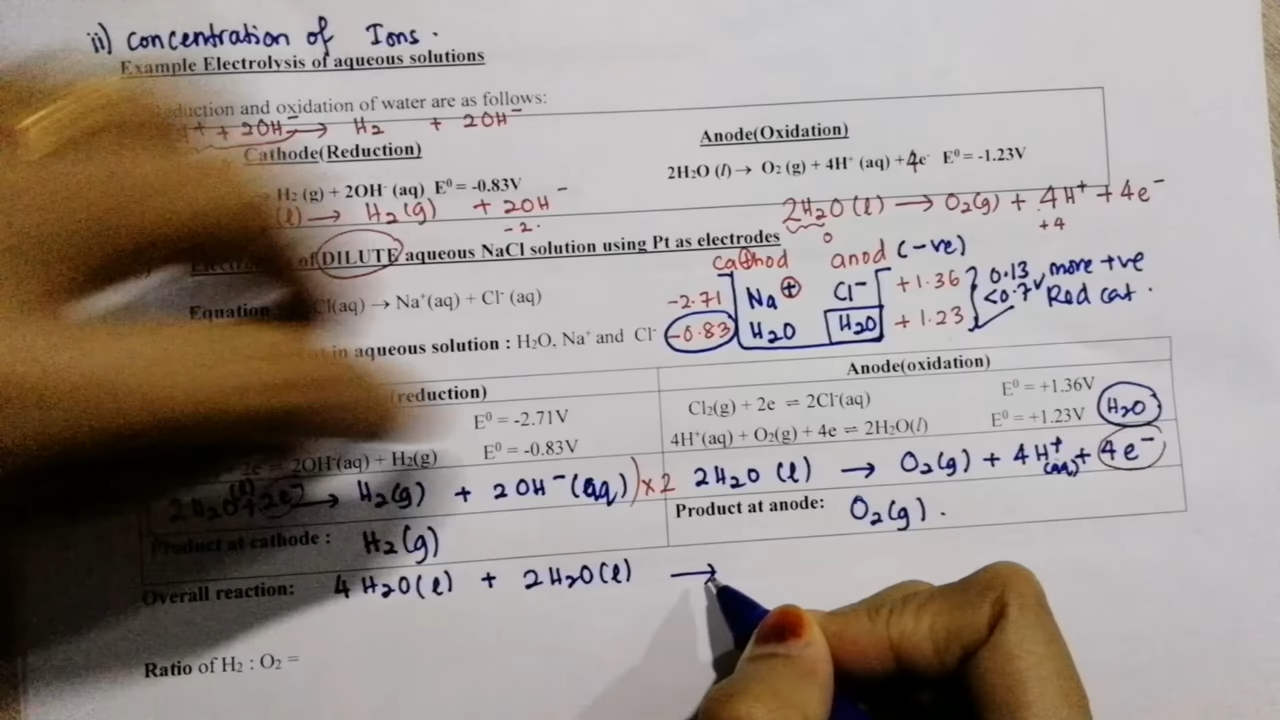 ii) Concentration of Ions.
Example Electrolysis of aqueous solutions
and oxidation of water are as follows:
+ 2OH⁻ → H₂ + 2OH⁻
Cathode(Reduction) Anode(Oxidation)
H₂ (g) + 2OH⁻ (aq) E⁰ = -0.83V 2H₂O (l) → O₂ (g) + 4H⁺ (aq) + 4e⁻ E⁰ = -1.23V
(l) → H₂(g) + 2OH⁻ 2H₂O(l) → O₂(g) + 4H⁺ + 4e⁻
-2. 0 +4
of DILUTE aqueous NaCl solution using Pt as electrodes
cathod anod (-ve)
-2.71 Na⁺ Cl⁻ +1.36 0.13 more +ve
-0.83 H₂O H₂O +1.23 <0.7 Red cat.
Equation Cl(aq) → Na⁺(aq) + Cl⁻ (aq)
in aqueous solution : H₂O, Na⁺ and Cl⁻
(reduction) Anode(oxidation)
E⁰ = -2.71V Cl₂(g) + 2e ⇌ 2Cl⁻(aq) E⁰ = +1.36V
2OH⁻(aq) + H₂(g) E⁰ = -0.83V 4H⁺(aq) + O₂(g) + 4e ⇌ 2H₂O(l) E⁰ = +1.23V H₂O
2H₂O(l) + 2e⁻ → H₂(g) + 2OH⁻(aq)) ×2 2H₂O (l) → O₂(g) + 4H⁺(aq) + 4e⁻
Product at cathode : H₂(g) Product at anode: O₂(g).
Overall reaction: 4H₂O(l) + 2H₂O(l) →
Ratio of H₂ : O₂ =